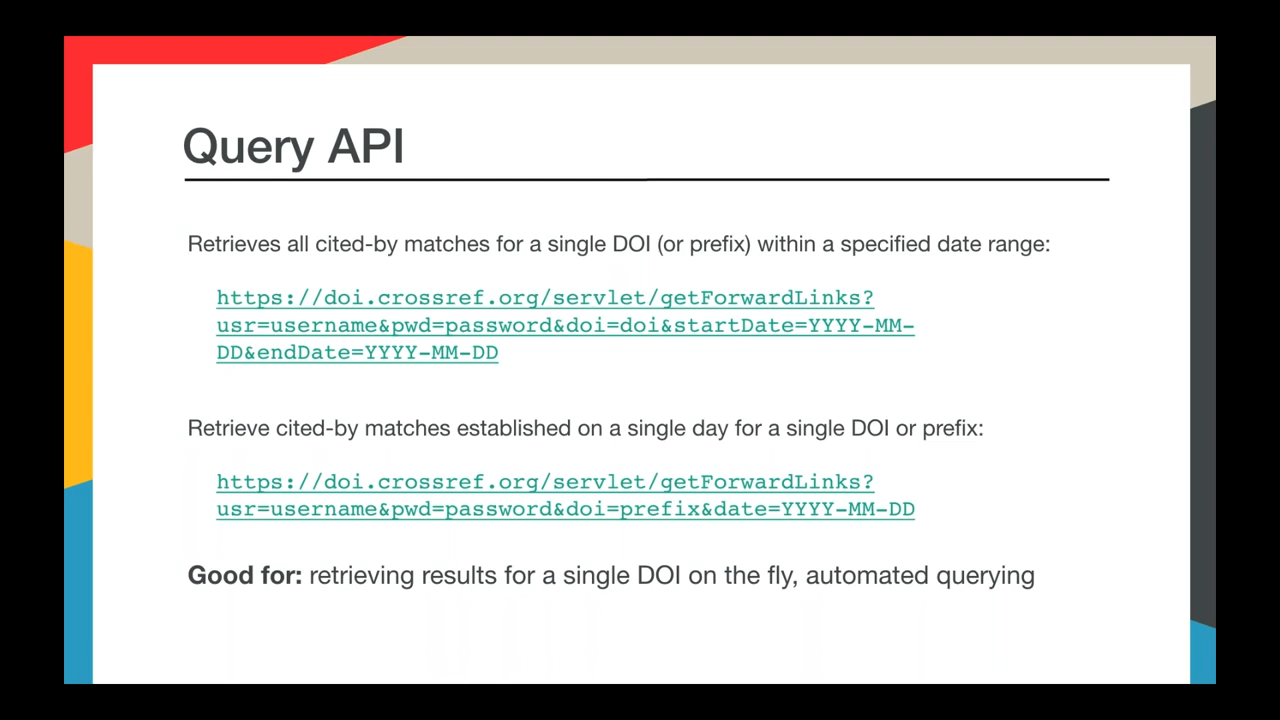 Query API
Retrieves all cited-by matches for a single DOI (or prefix) within a specified date range:
https://doi.crossref.org/servlet/getForwardLinks?
usr=username&pwd=password&doi=doi&startDate=YYYY-MM-
DD&endDate=YYYY-MM-DD
Retrieve cited-by matches established on a single day for a single DOI or prefix:
https://doi.crossref.org/servlet/getForwardLinks?
usr=username&pwd=password&doi=prefix&date=YYYY-MM-DD
Good for: retrieving results for a single DOI on the fly, automated querying